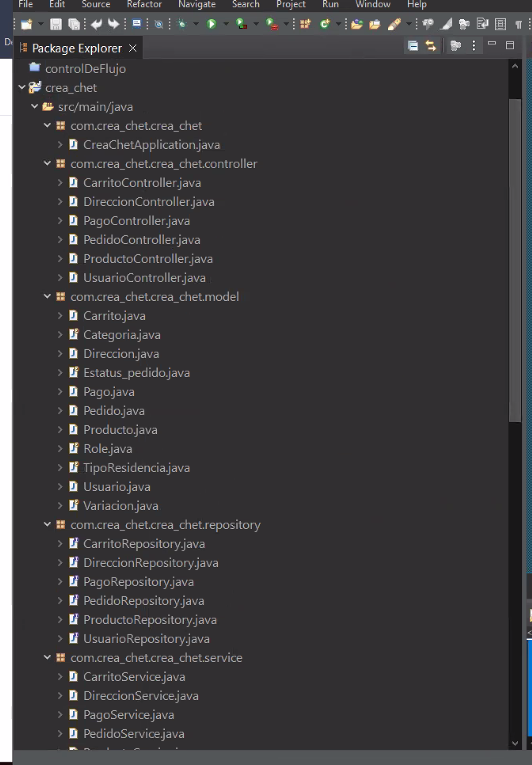 File Edit Source Refactor Navigate Search Project Run Window Help
Package Explorer
controlDeFlujo
crea_chet
src/main/java
com.crea_chet.crea_chet
CreaChetApplication.java
com.crea_chet.crea_chet.controller
CarritoController.java
DireccionController.java
PagoController.java
PedidoController.java
ProductoController.java
UsuarioController.java
com.crea_chet.crea_chet.model
Carrito.java
Categoria.java
Direccion.java
Estatus_pedido.java
Pago.java
Pedido.java
Producto.java
Role.java
TipoResidencia.java
Usuario.java
Variacion.java
com.crea_chet.crea_chet.repository
CarritoRepository.java
DireccionRepository.java
PagoRepository.java
PedidoRepository.java
ProductoRepository.java
UsuarioRepository.java
com.crea_chet.crea_chet.service
CarritoService.java
DireccionService.java
PagoService.java
PedidoService.java